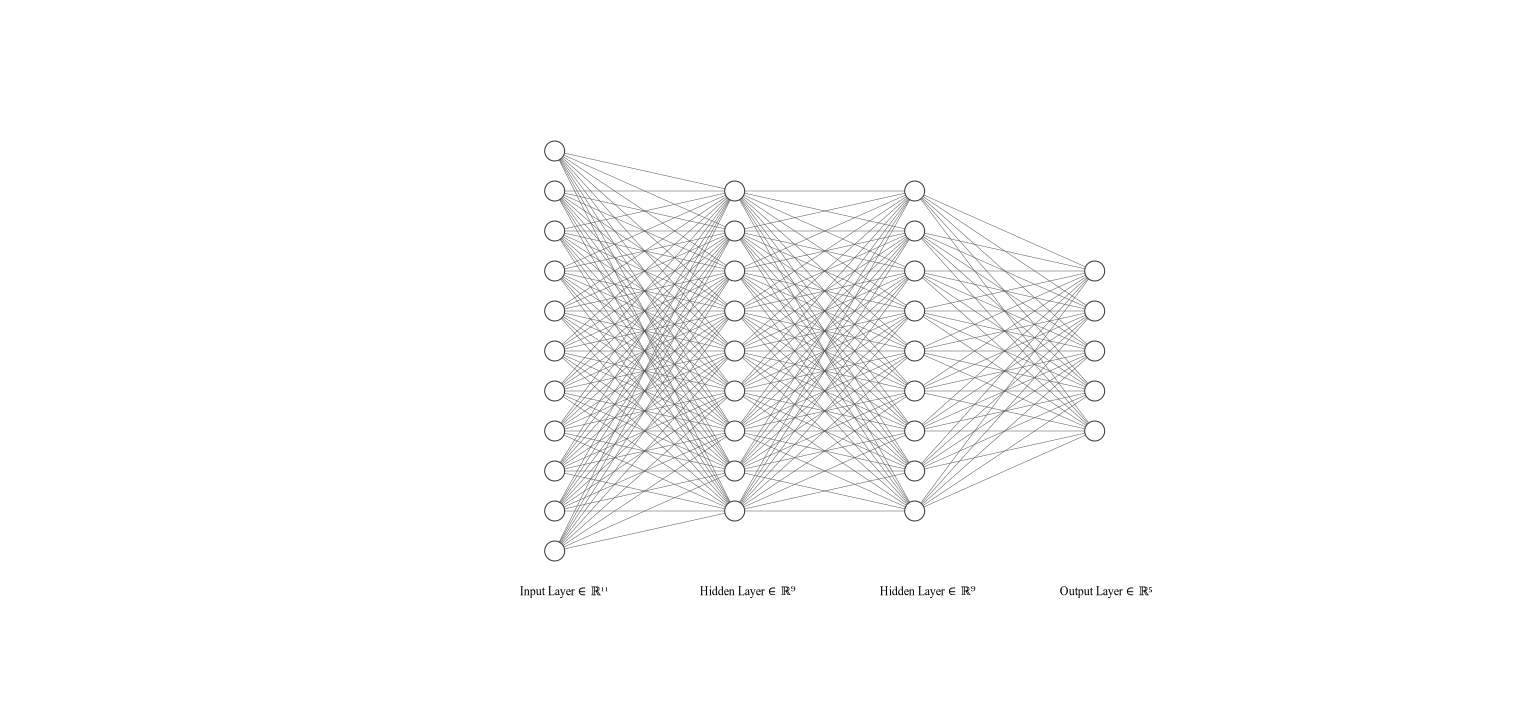 Input Layer ∈ ℝ¹¹
Hidden Layer ∈ ℝ⁹
Hidden Layer ∈ ℝ⁹
Output Layer ∈ ℝ⁵